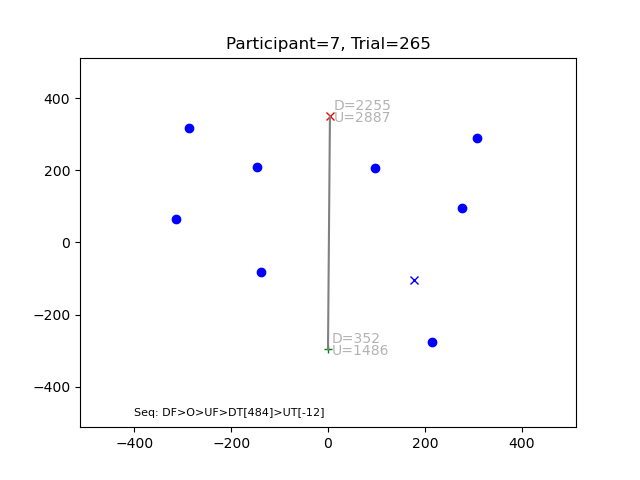 Participant=7, Trial=265
400
200
0
−200
−400
D=2255
U=2887
D=352
U=1486
Seq: DF>O>UF>DT[484]>UT[-12]
−400
−200
0
200
400